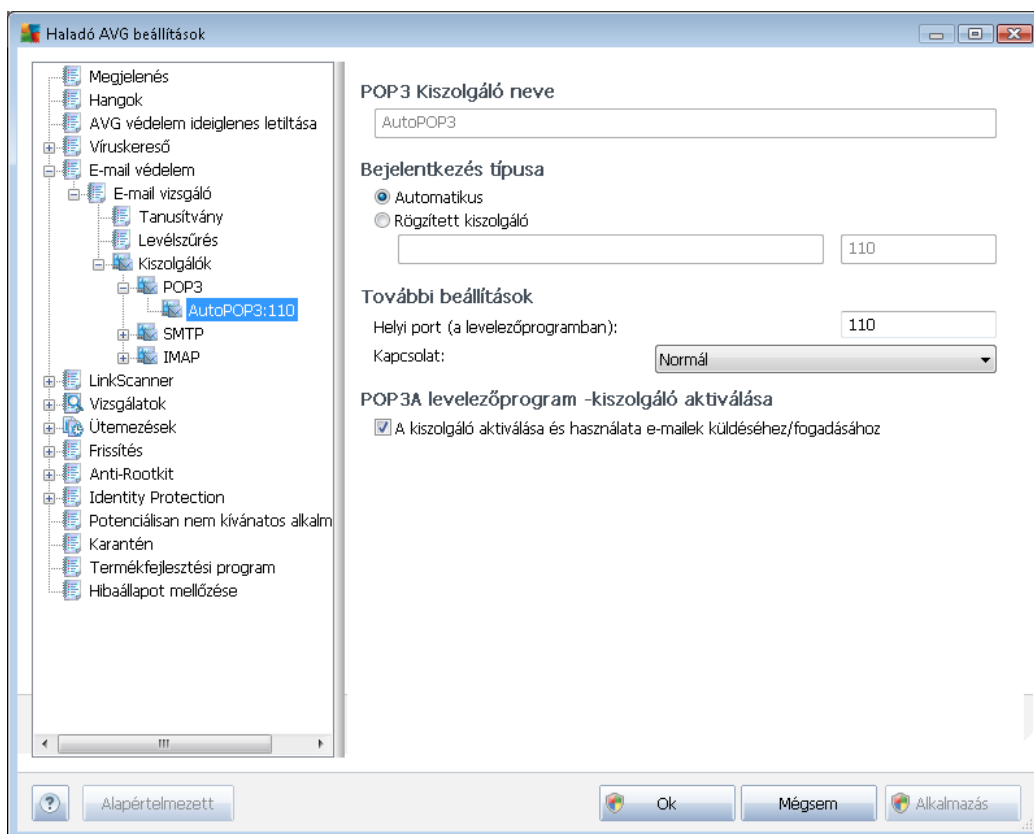 Haladó AVG beállítások
Megjelenés
Hangok
AVG védelem ideiglenes letiltása
Víruskereső
E-mail védelem
E-mail vizsgáló
Tanusítvány
Levélszűrés
Kiszolgálók
POP3
AutoPOP3:110
SMTP
IMAP
LinkScanner
Vizsgálatok
Ütemezések
Frissítés
Anti-Rootkit
Identity Protection
Potenciálisan nem kívánatos alkalm
Karantén
Termékfejlesztési program
Hibaállapot mellőzése
POP3 Kiszolgáló neve
AutoPOP3
Bejelentkezés típusa
Automatikus
Rögzített kiszolgáló
110
További beállítások
Helyi port (a levelezőprogramban): 110
Kapcsolat: Normál
POP3A levelezőprogram -kiszolgáló aktiválása
A kiszolgáló aktiválása és használata e-mailek küldéséhez/fogadásához
? Alapértelmezett Ok Mégsem Alkalmazás